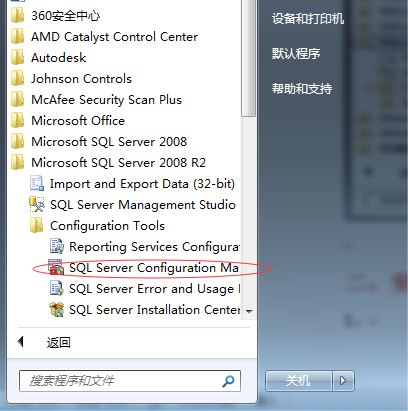 360安全中心
AMD Catalyst Control Center
Autodesk
Johnson Controls
McAfee Security Scan Plus
Microsoft Office
Microsoft SQL Server 2008
Microsoft SQL Server 2008 R2
Import and Export Data (32-bit)
SQL Server Management Studio
Configuration Tools
Reporting Services Configurat
SQL Server Configuration Ma
SQL Server Error and Usage
SQL Server Installation Center
返回
搜索程序和文件
设备和打印机
默认程序
帮助和支持
关机